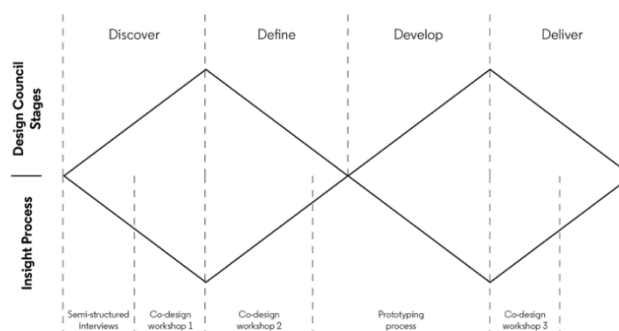 Discover
Define
Develop
Deliver
Design Council
Stages
Insight Process
Semi-structured
Interviews
Co-design
workshop 1
Co-design
workshop 2
Prototyping
process
Co-design
workshop 3